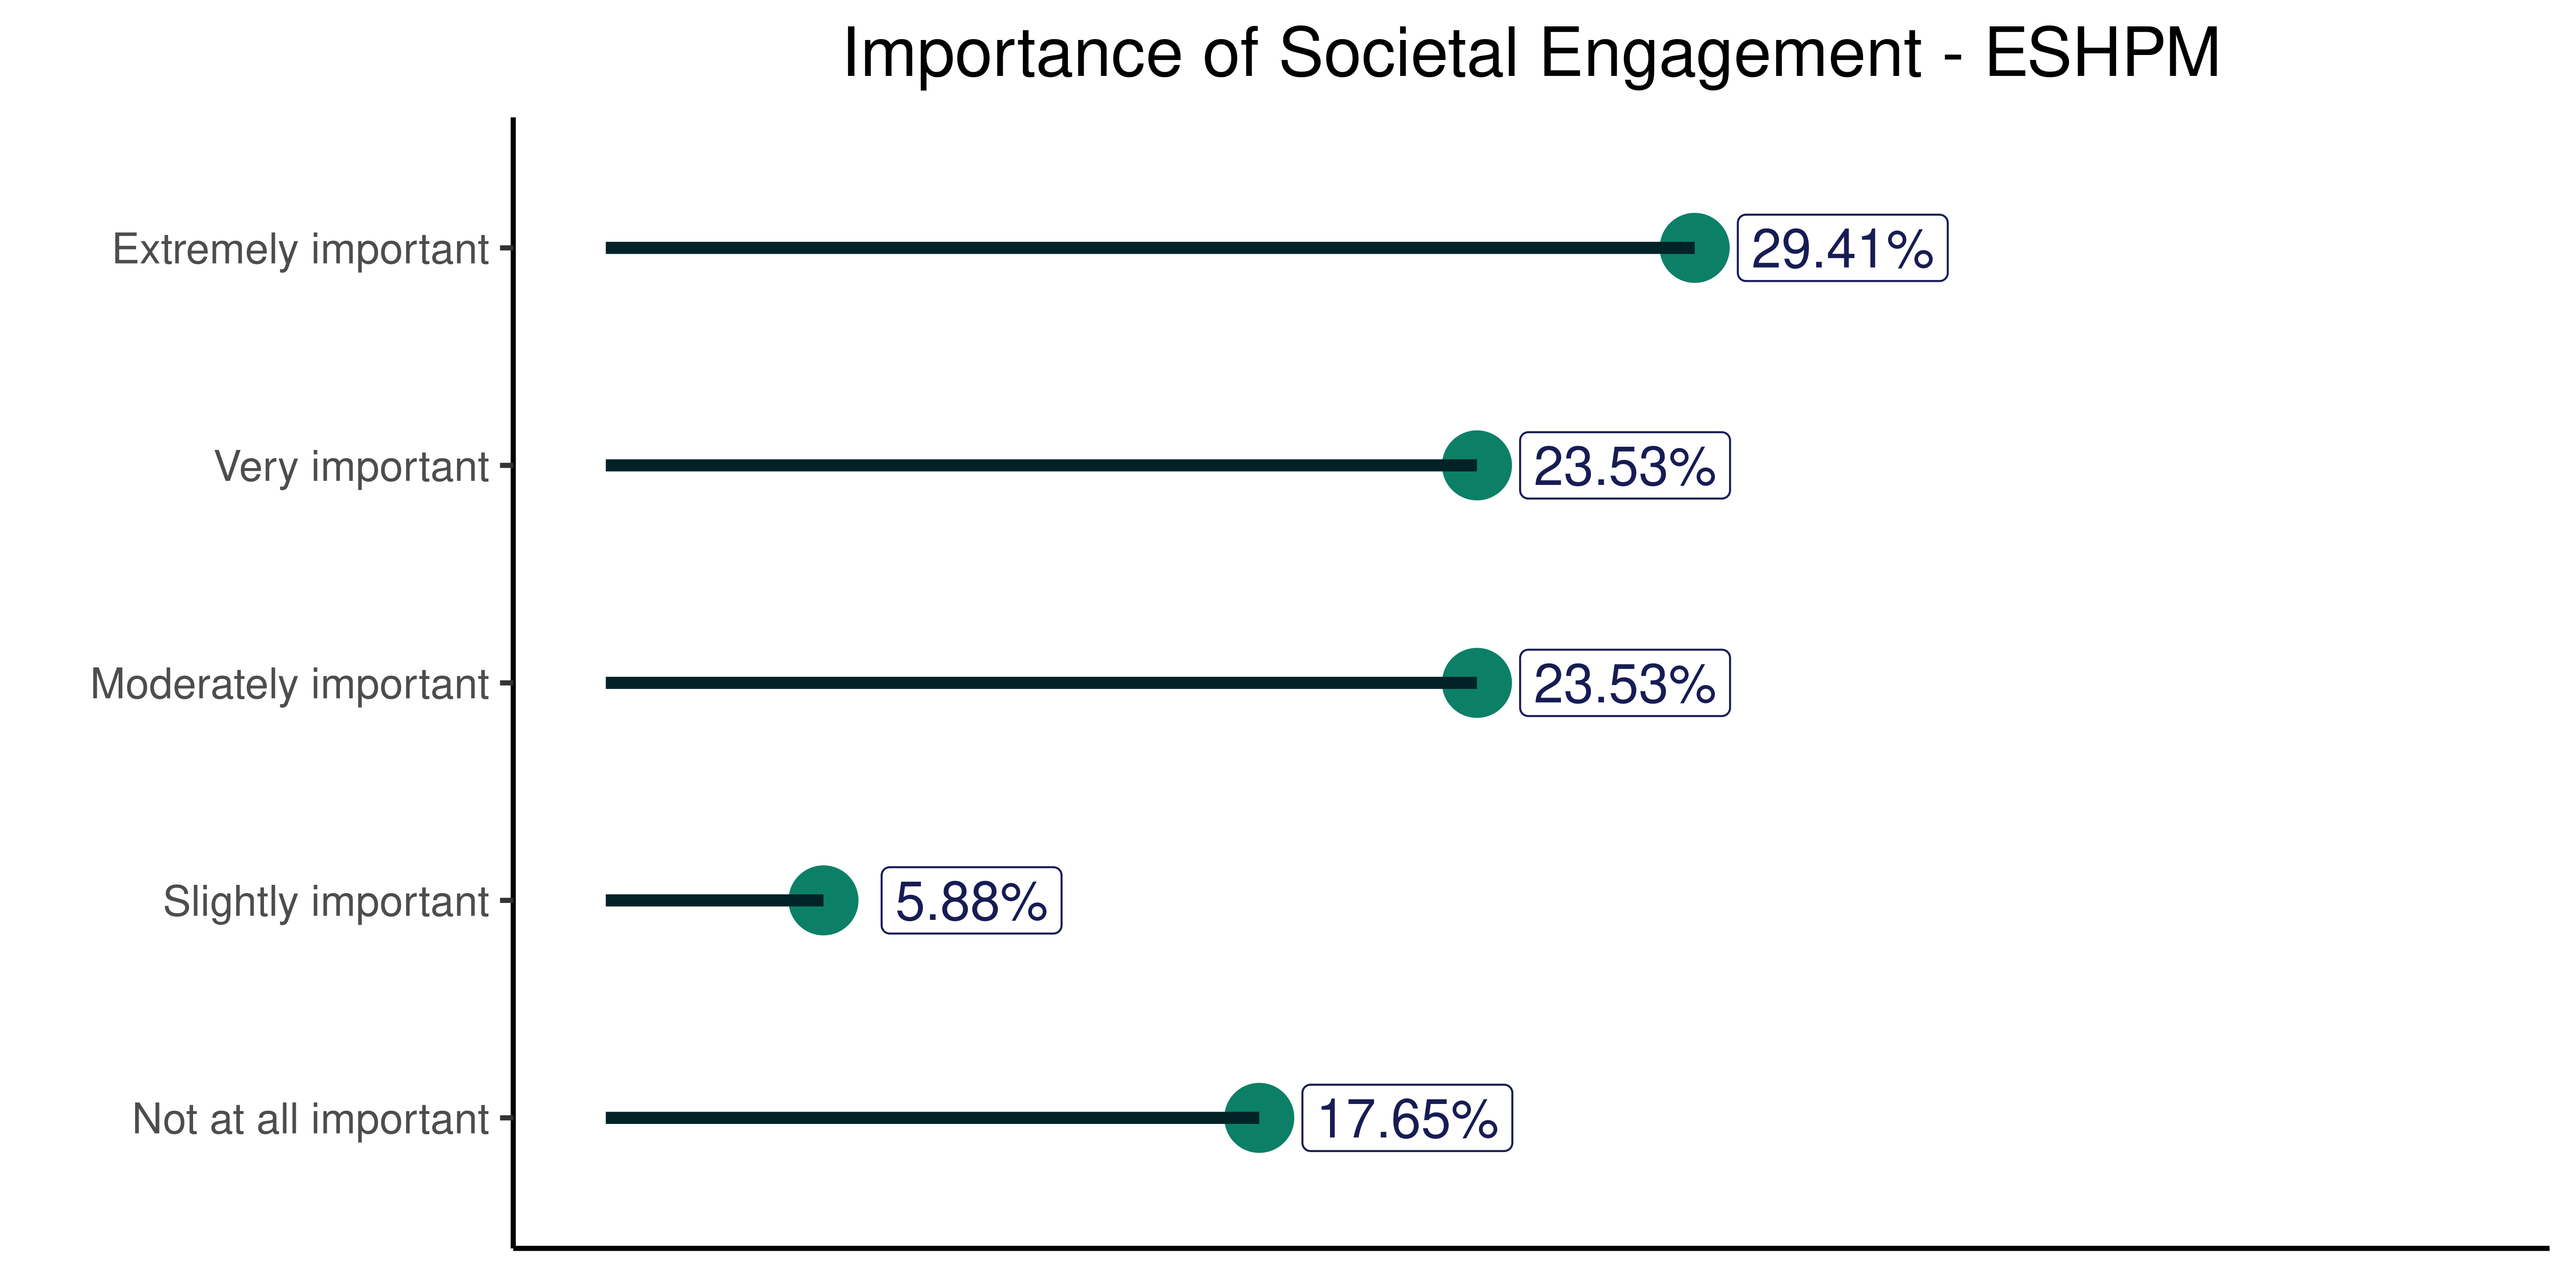 Importance of Societal Engagement - ESHPM
Extremely important
29.41%
Very important
23.53%
Moderately important
23.53%
Slightly important
5.88%
Not at all important
17.65%